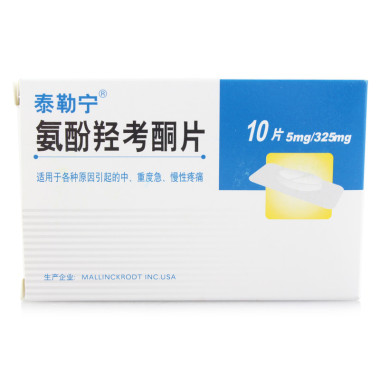 泰勒宁®
氨酚羟考酮片
10片 5mg/325mg
适用于各种原因引起的中、重度急、慢性疼痛
生产企业: MALLINCKRODT INC.USA